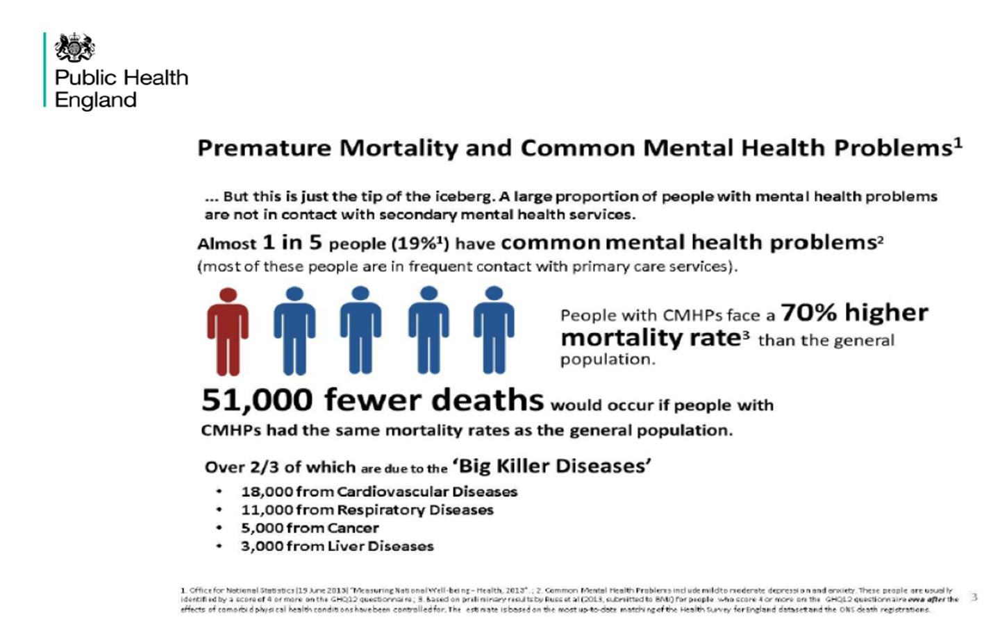 Public Health
England
Premature Mortality and Common Mental Health Problems¹
... But this is just the tip of the iceberg. A large proportion of people with mental health problems
are not in contact with secondary mental health services.
Almost 1 in 5 people (19%¹) have common mental health problems²
(most of these people are in frequent contact with primary care services).
People with CMHPs face a 70% higher
mortality rate³ than the general
population.
51,000 fewer deaths would occur if people with
CMHPs had the same mortality rates as the general population.
Over 2/3 of which are due to the ‘Big Killer Diseases’
• 18,000 from Cardiovascular Diseases
• 11,000 from Respiratory Diseases
• 5,000 from Cancer
• 3,000 from Liver Diseases
1. Office for National Statistics (19 June 2013) "Measuring National Well-being – Health, 2013".; 2. Common Mental Health Problems include mild to moderate depression and anxiety. These people are usually
identified by a score of 4 or more on the GHQ12 questionnaire; 3. Based on preliminary results by Russ et al (2013, submitted to BMJ) for people who score 4 or more on the GHQ12 questionnaire even after the
effects of comorbid physical health conditions have been controlled for. The estimate is based on the most up-to-date matching of the Health Survey for England dataset and the ONS death registrations.
3